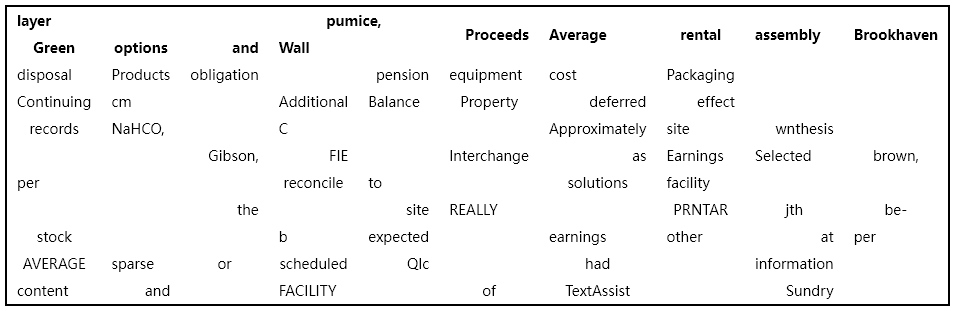 layer pumice,
Proceeds Average rental assembly Brookhaven
Green options and Wall
disposal Products obligation pension equipment cost Packaging
Continuing cm Additional Balance Property deferred effect
records NaHCO, C Approximately site wnthesis
Gibson, FIE Interchange as Earnings Selected brown,
per reconcile to solutions facility
the site REALLY PRNTAR jth be-
stock b expected earnings other at per
AVERAGE sparse or scheduled Qlc had information
content and FACILITY of TextAssist Sundry